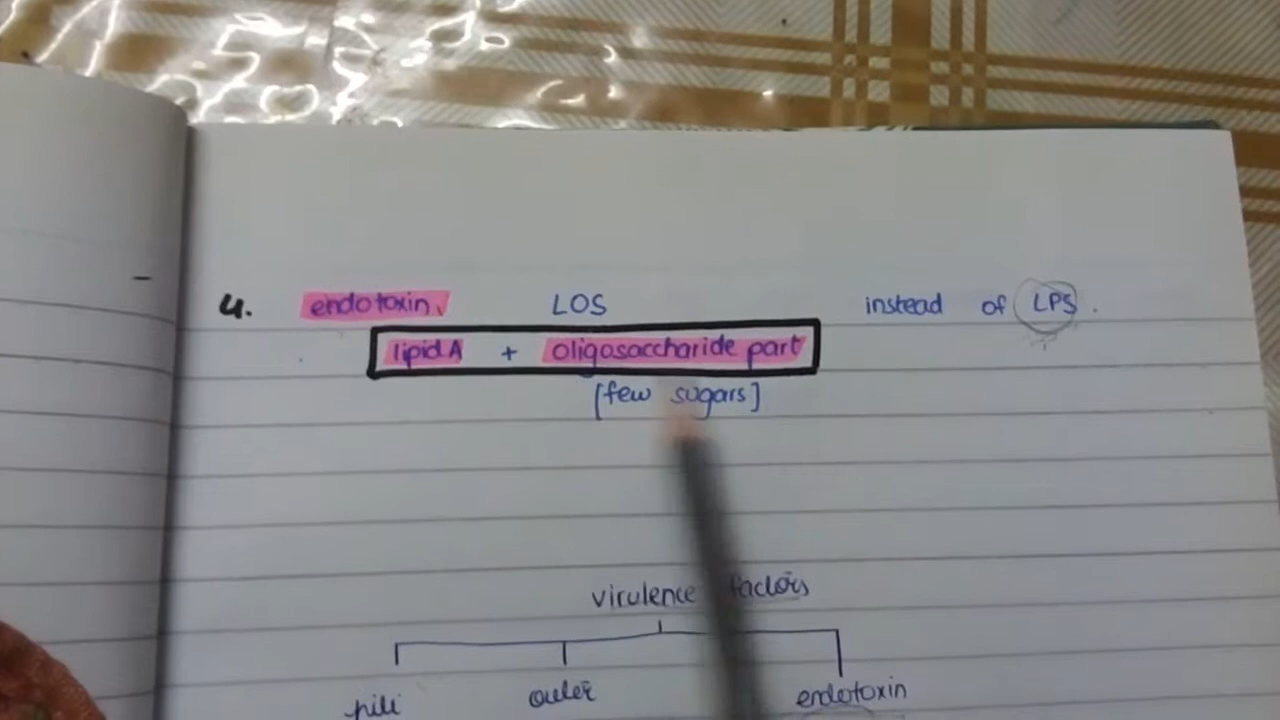 4. endotoxin, LOS instead of LPS.
lipid A + oligosaccharide part
[few sugars]
virulence factors
pili outer endotoxin